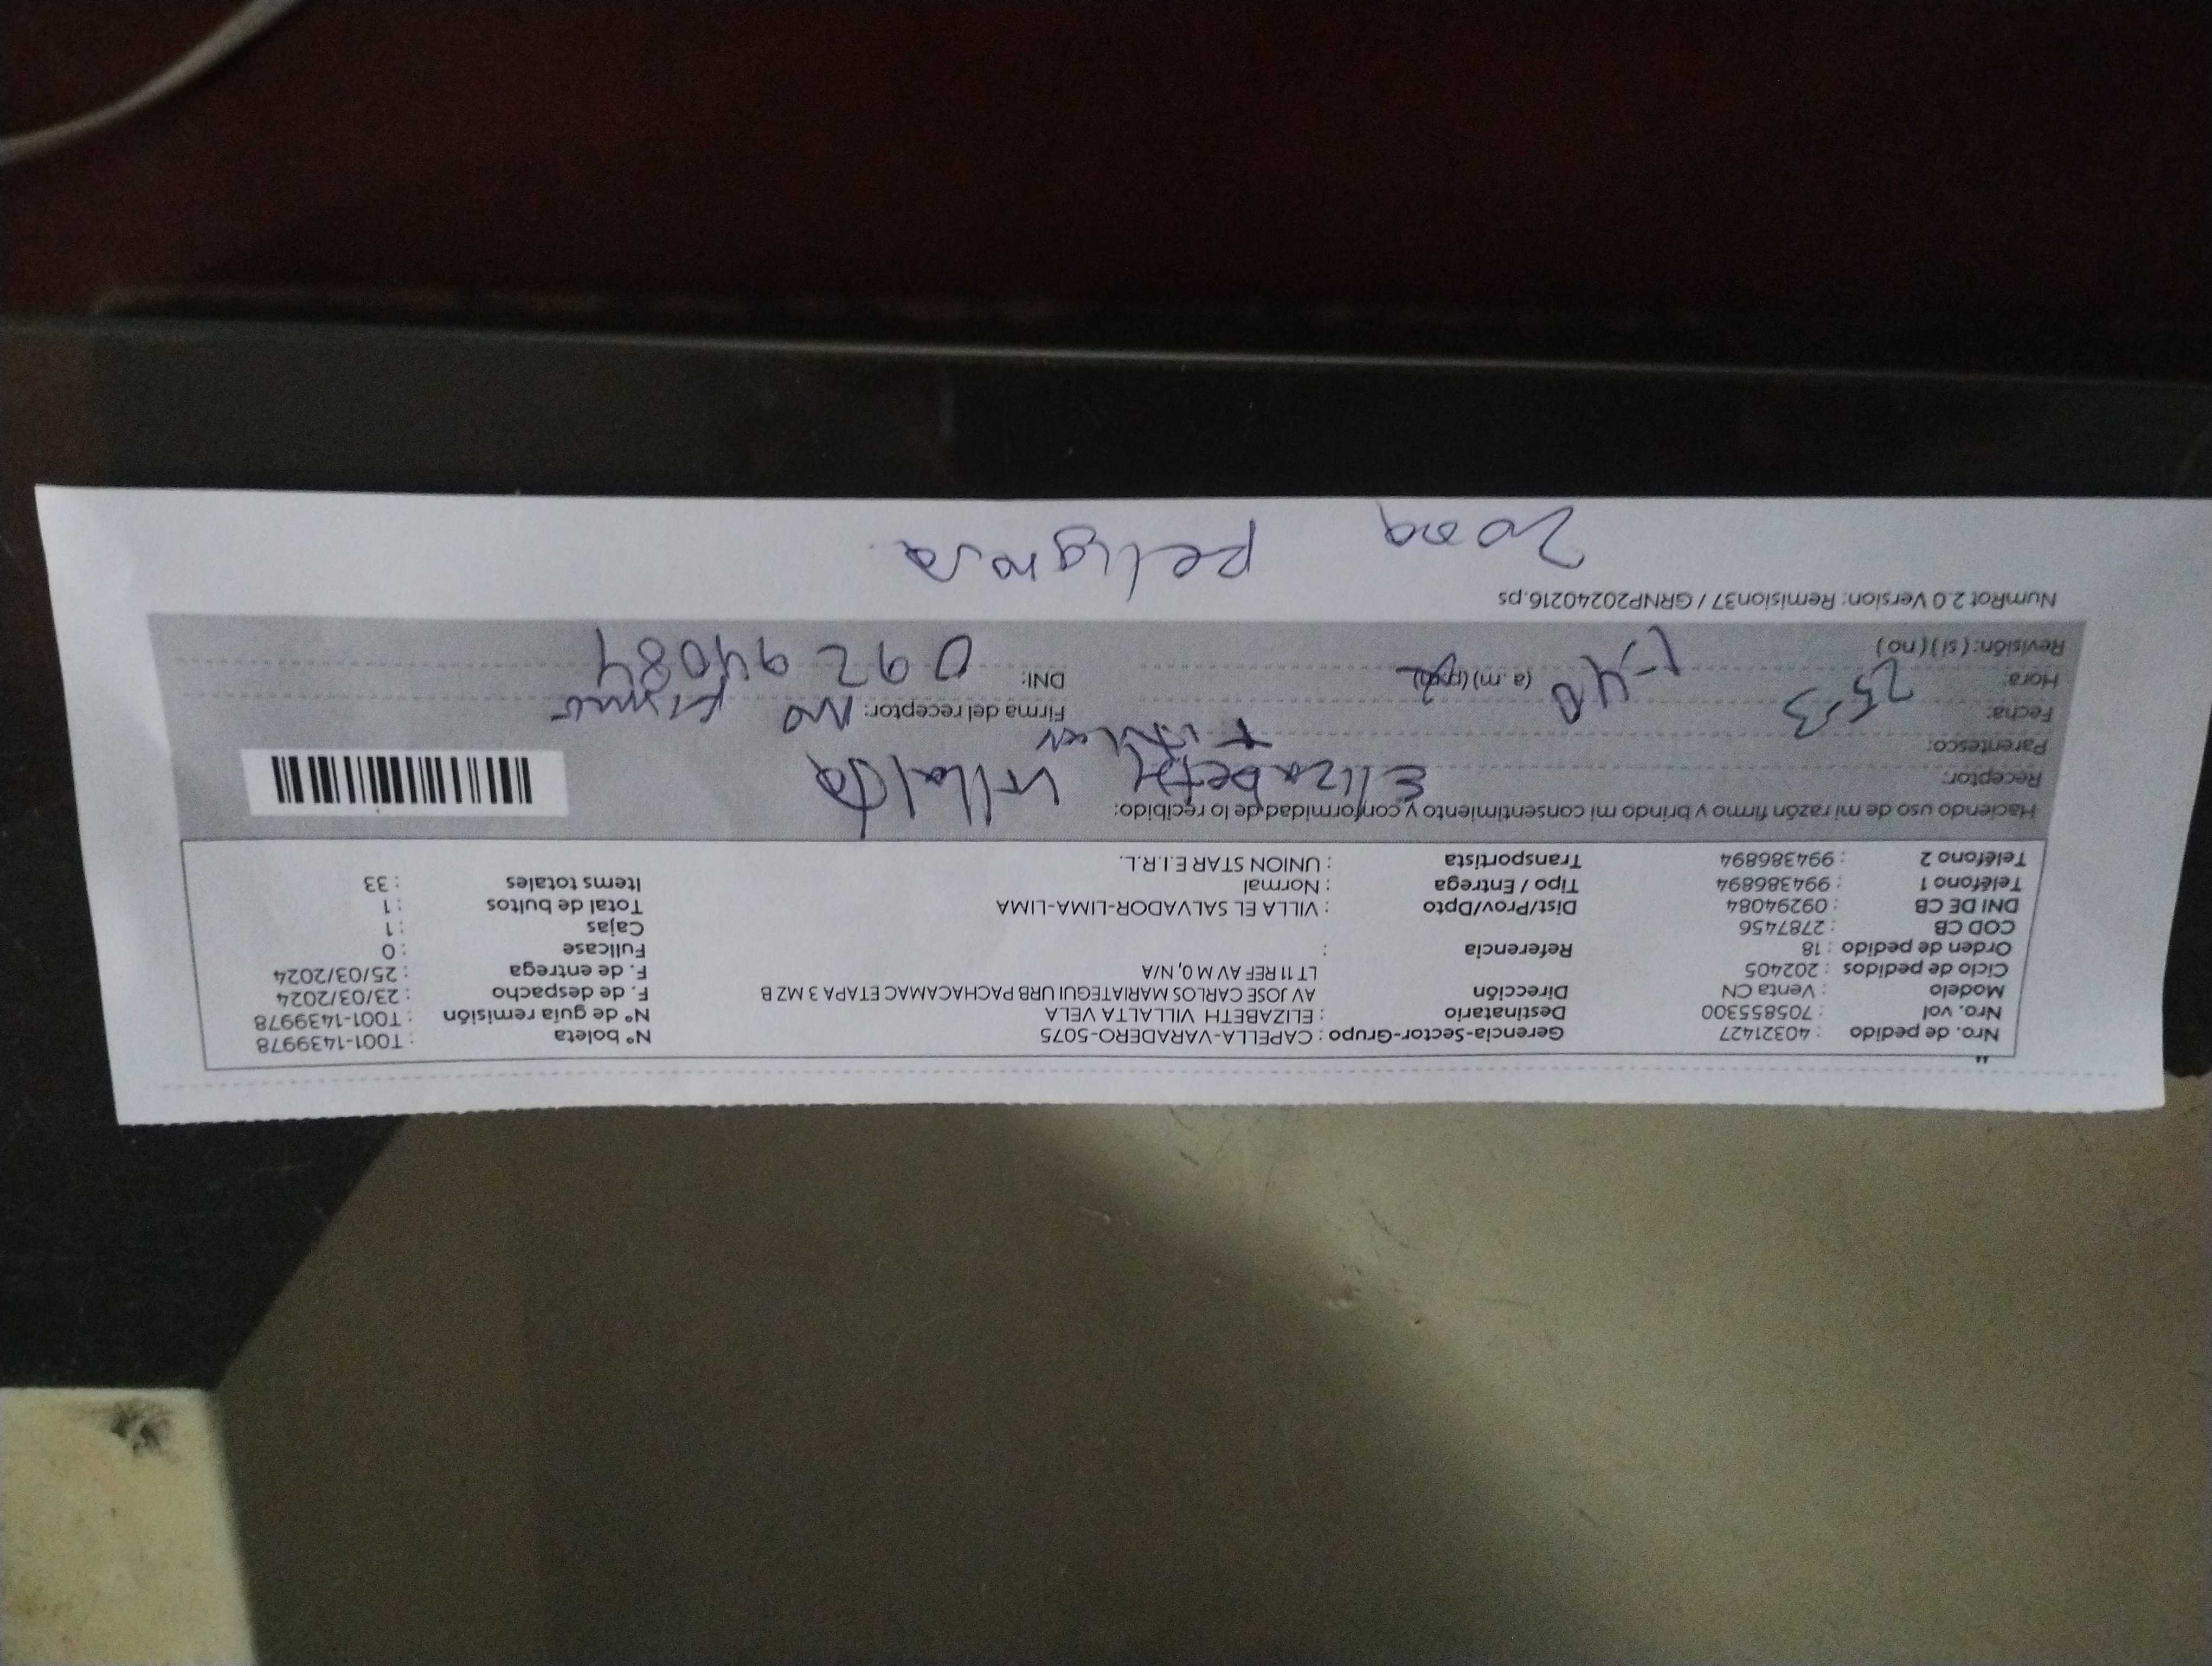 Nro. de pedido : 40321427 Gerencia-Sector-Grupo : CAPELLA-VARADERO-5075 N° boleta : T001-1439978
Nro. vol : 705855300 Destinatario : ELIZABETH VILLALTA VELA N° de guía remisión : T001-1439978
Modelo : Venta CN Dirección AV JOSE CARLOS MARIATEGUI URB PACHACAMAC ETAPA 3 MZ B F. de despacho : 23/03/2024
Ciclo de pedidos : 202405 LT 11 REF AV M 0, N/A F. de entrega : 25/03/2024
Orden de pedido : 18 Referencia : Fullcase : 0
COD CB : 2787456 Cajas : 1
DNI DE CB : 09294084 Dist/Prov/Dpto : VILLA EL SALVADOR-LIMA-LIMA Total de bultos : 1
Teléfono 1 : 994386894 Tipo / Entrega : Normal Items totales : 33
Teléfono 2 : 994386894 Transportista : UNION STAR E.I.R.L.
Haciendo uso de mi razón firmo y brindo mi consentimiento y conformidad de lo recibido:
Receptor: Elizabeth Villalta
Parentesco: titular
Fecha: 25-3 Firma del receptor: No firmo
Hora: 1-40 (a.m) (p.m) DNI: 09294084
Revisión: (si) (no)
NumRot 2.0 Version: Remision37 / GRNP20240216.ps
Zona peligrosa